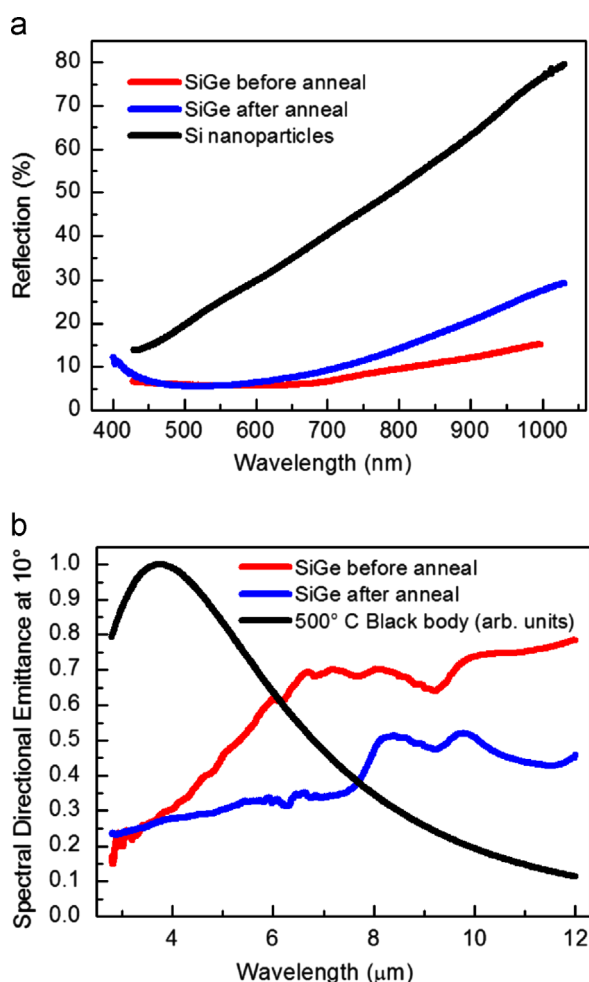 a
80
70
60
50
40
30
20
10
0
Reflection (%)
SiGe before anneal
SiGe after anneal
Si nanoparticles
400 500 600 700 800 900 1000
Wavelength (nm)
b
1.0
0.9
0.8
0.7
0.6
0.5
0.4
0.3
0.2
0.1
0.0
Spectral Directional Emittance at 10°
SiGe before anneal
SiGe after anneal
500° C Black body (arb. units)
4 6 8 10 12
Wavelength (μm)